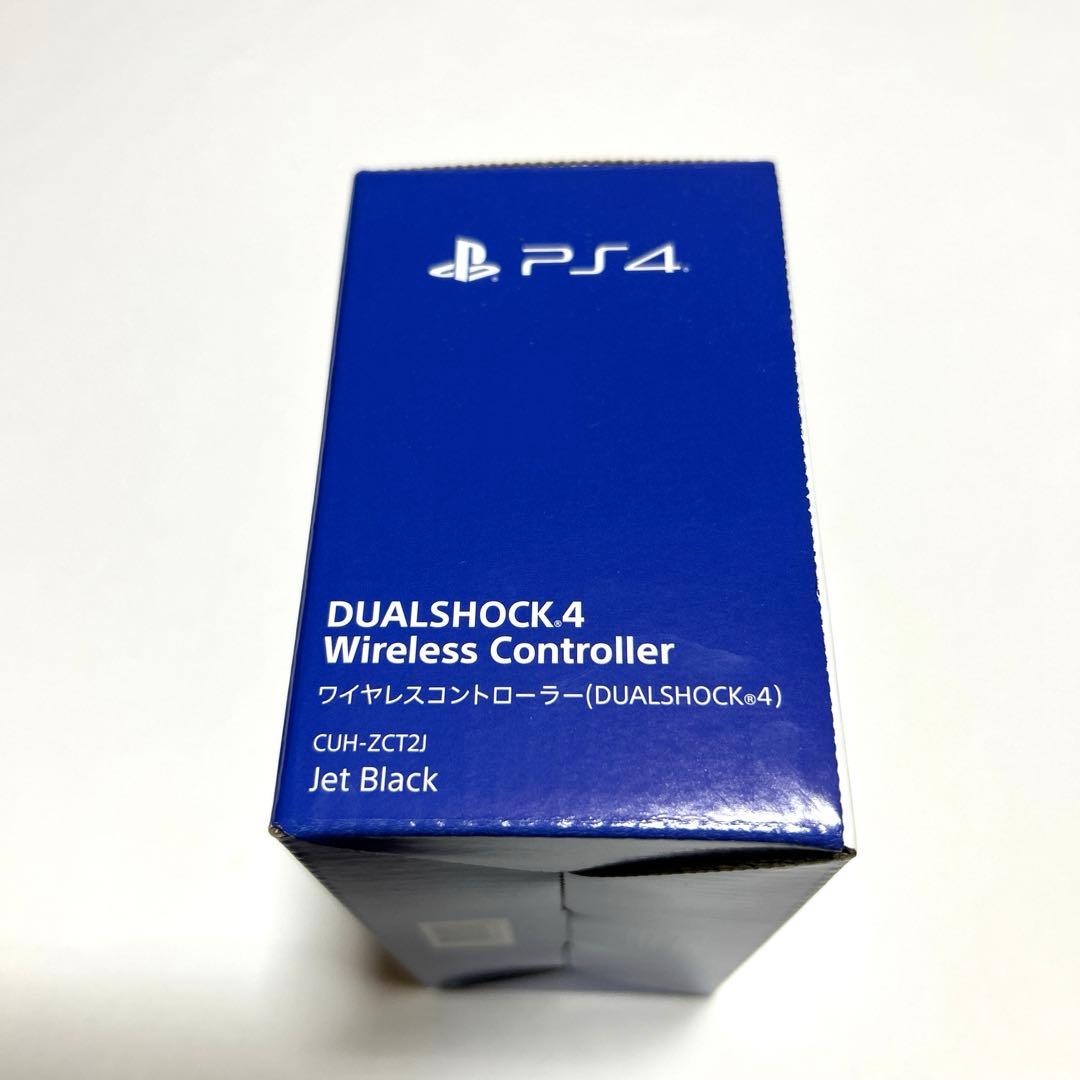 PS4
DUALSHOCK®4
Wireless Controller
ワイヤレスコントローラー(DUALSHOCK®4)
CUH-ZCT2J
Jet Black